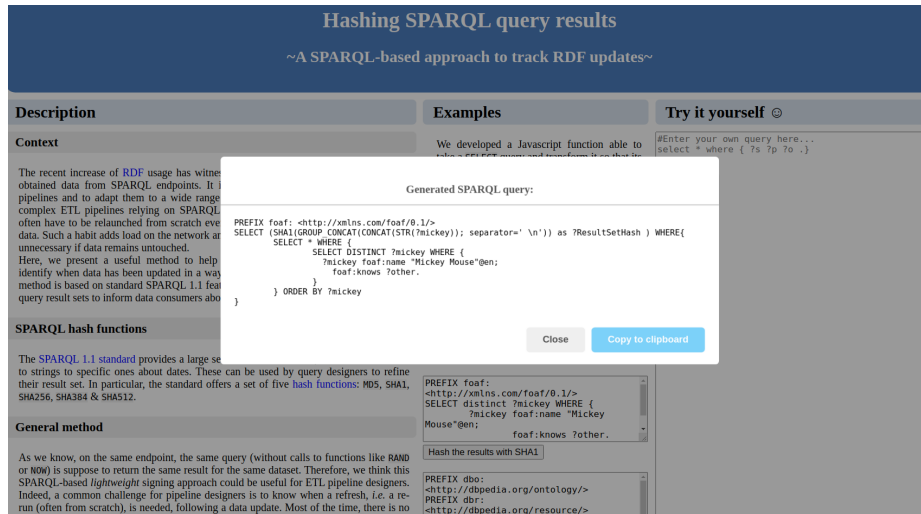 Hashing SPARQL query results
~A SPARQL-based approach to track RDF updates~
Description
Context
The recent increase of RDF usage has witnes
obtained data from SPARQL endpoints. It i
pipelines and to adapt them to a wide range
complex ETL pipelines relying on SPARQL
often have to be relaunched from scratch eve
data. Such a habit adds load on the network an
unnecessary if data remains untouched.
Here, we present a useful method to help
identify when data has been updated in a way
method is based on standard SPARQL 1.1 feat
query result sets to inform data consumers abo
SPARQL hash functions
The SPARQL 1.1 standard provides a large se
to strings to specific ones about dates. These can be used by query designers to refine
their result set. In particular, the standard offers a set of five hash functions: MD5, SHA1,
SHA256, SHA384 & SHA512.
General method
As we know, on the same endpoint, the same query (without calls to functions like RAND
or NOW) is suppose to return the same result for the same dataset. Therefore, we think this
SPARQL-based lightweight signing approach could be useful for ETL pipeline designers.
Indeed, a common challenge for pipeline designers is to know when a refresh, i.e. a re-
run (often from scratch), is needed, following a data update. Most of the time, there is no
Examples
We developed a Javascript function able to
take a SELECT query and transform it so that its
Generated SPARQL query:
PREFIX foaf: <http://xmlns.com/foaf/0.1/>
SELECT (SHA1(GROUP_CONCAT(CONCAT(STR(?mickey)); separator=' \n')) as ?ResultSetHash ) WHERE{
SELECT * WHERE {
SELECT DISTINCT ?mickey WHERE {
?mickey foaf:name "Mickey Mouse"@en;
foaf:knows ?other.
}
} ORDER BY ?mickey
}
Close
Copy to clipboard
PREFIX foaf:
<http://xmlns.com/foaf/0.1/>
SELECT distinct ?mickey WHERE {
?mickey foaf:name "Mickey
Mouse"@en;
foaf:knows ?other.
Hash the results with SHA1
PREFIX dbo:
<http://dbpedia.org/ontology/>
PREFIX dbr:
<http://dbpedia.org/resource/>
Try it yourself ☺
#Enter your own query here...
select * where { ?s ?p ?o .}